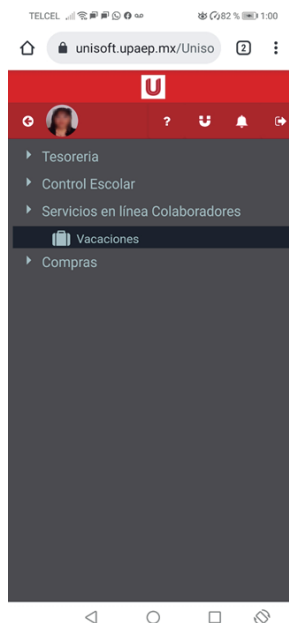 TELCEL 82 % 1:00
unisoft.upaep.mx/Uniso 2
U
?
Tesoreria
Control Escolar
Servicios en línea Colaboradores
Vacaciones
Compras